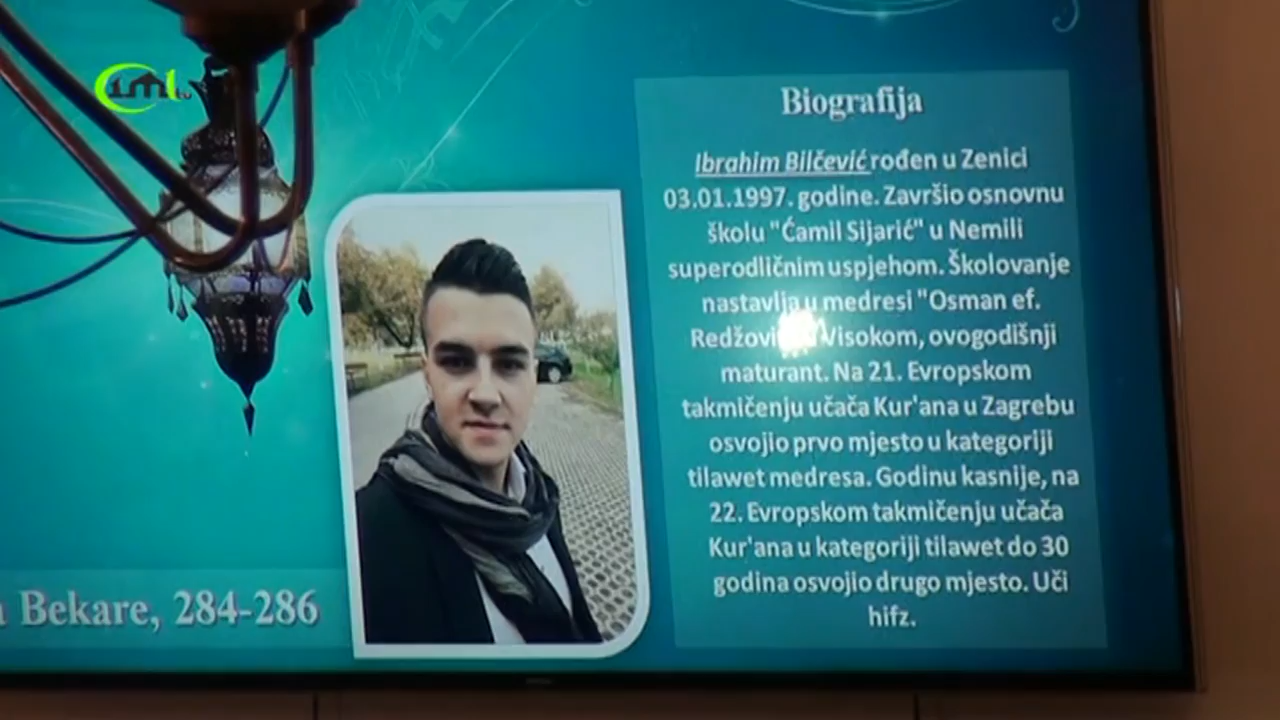 Biografija
Ibrahim Bilčević rođen u Zenici
03.01.1997. godine. Završio osnovnu
školu "Ćamil Sijarić" u Nemili
superodličnim uspjehom. Školovanje
nastavlja u medresi "Osman ef.
Visokom, ovogodišnji
maturant. Na 21. Evropskom
takmičenju učača Kur'ana u Zagrebu
osvojio prvo mjesto u kategoriji
tilawet medresa. Godinu kasnije, na
22. Evropskom takmičenju učača
Kur'ana u kategoriji tilawet do 30
godina osvojio drugo mjesto. Uči
hifz.
Bekare, 284-286